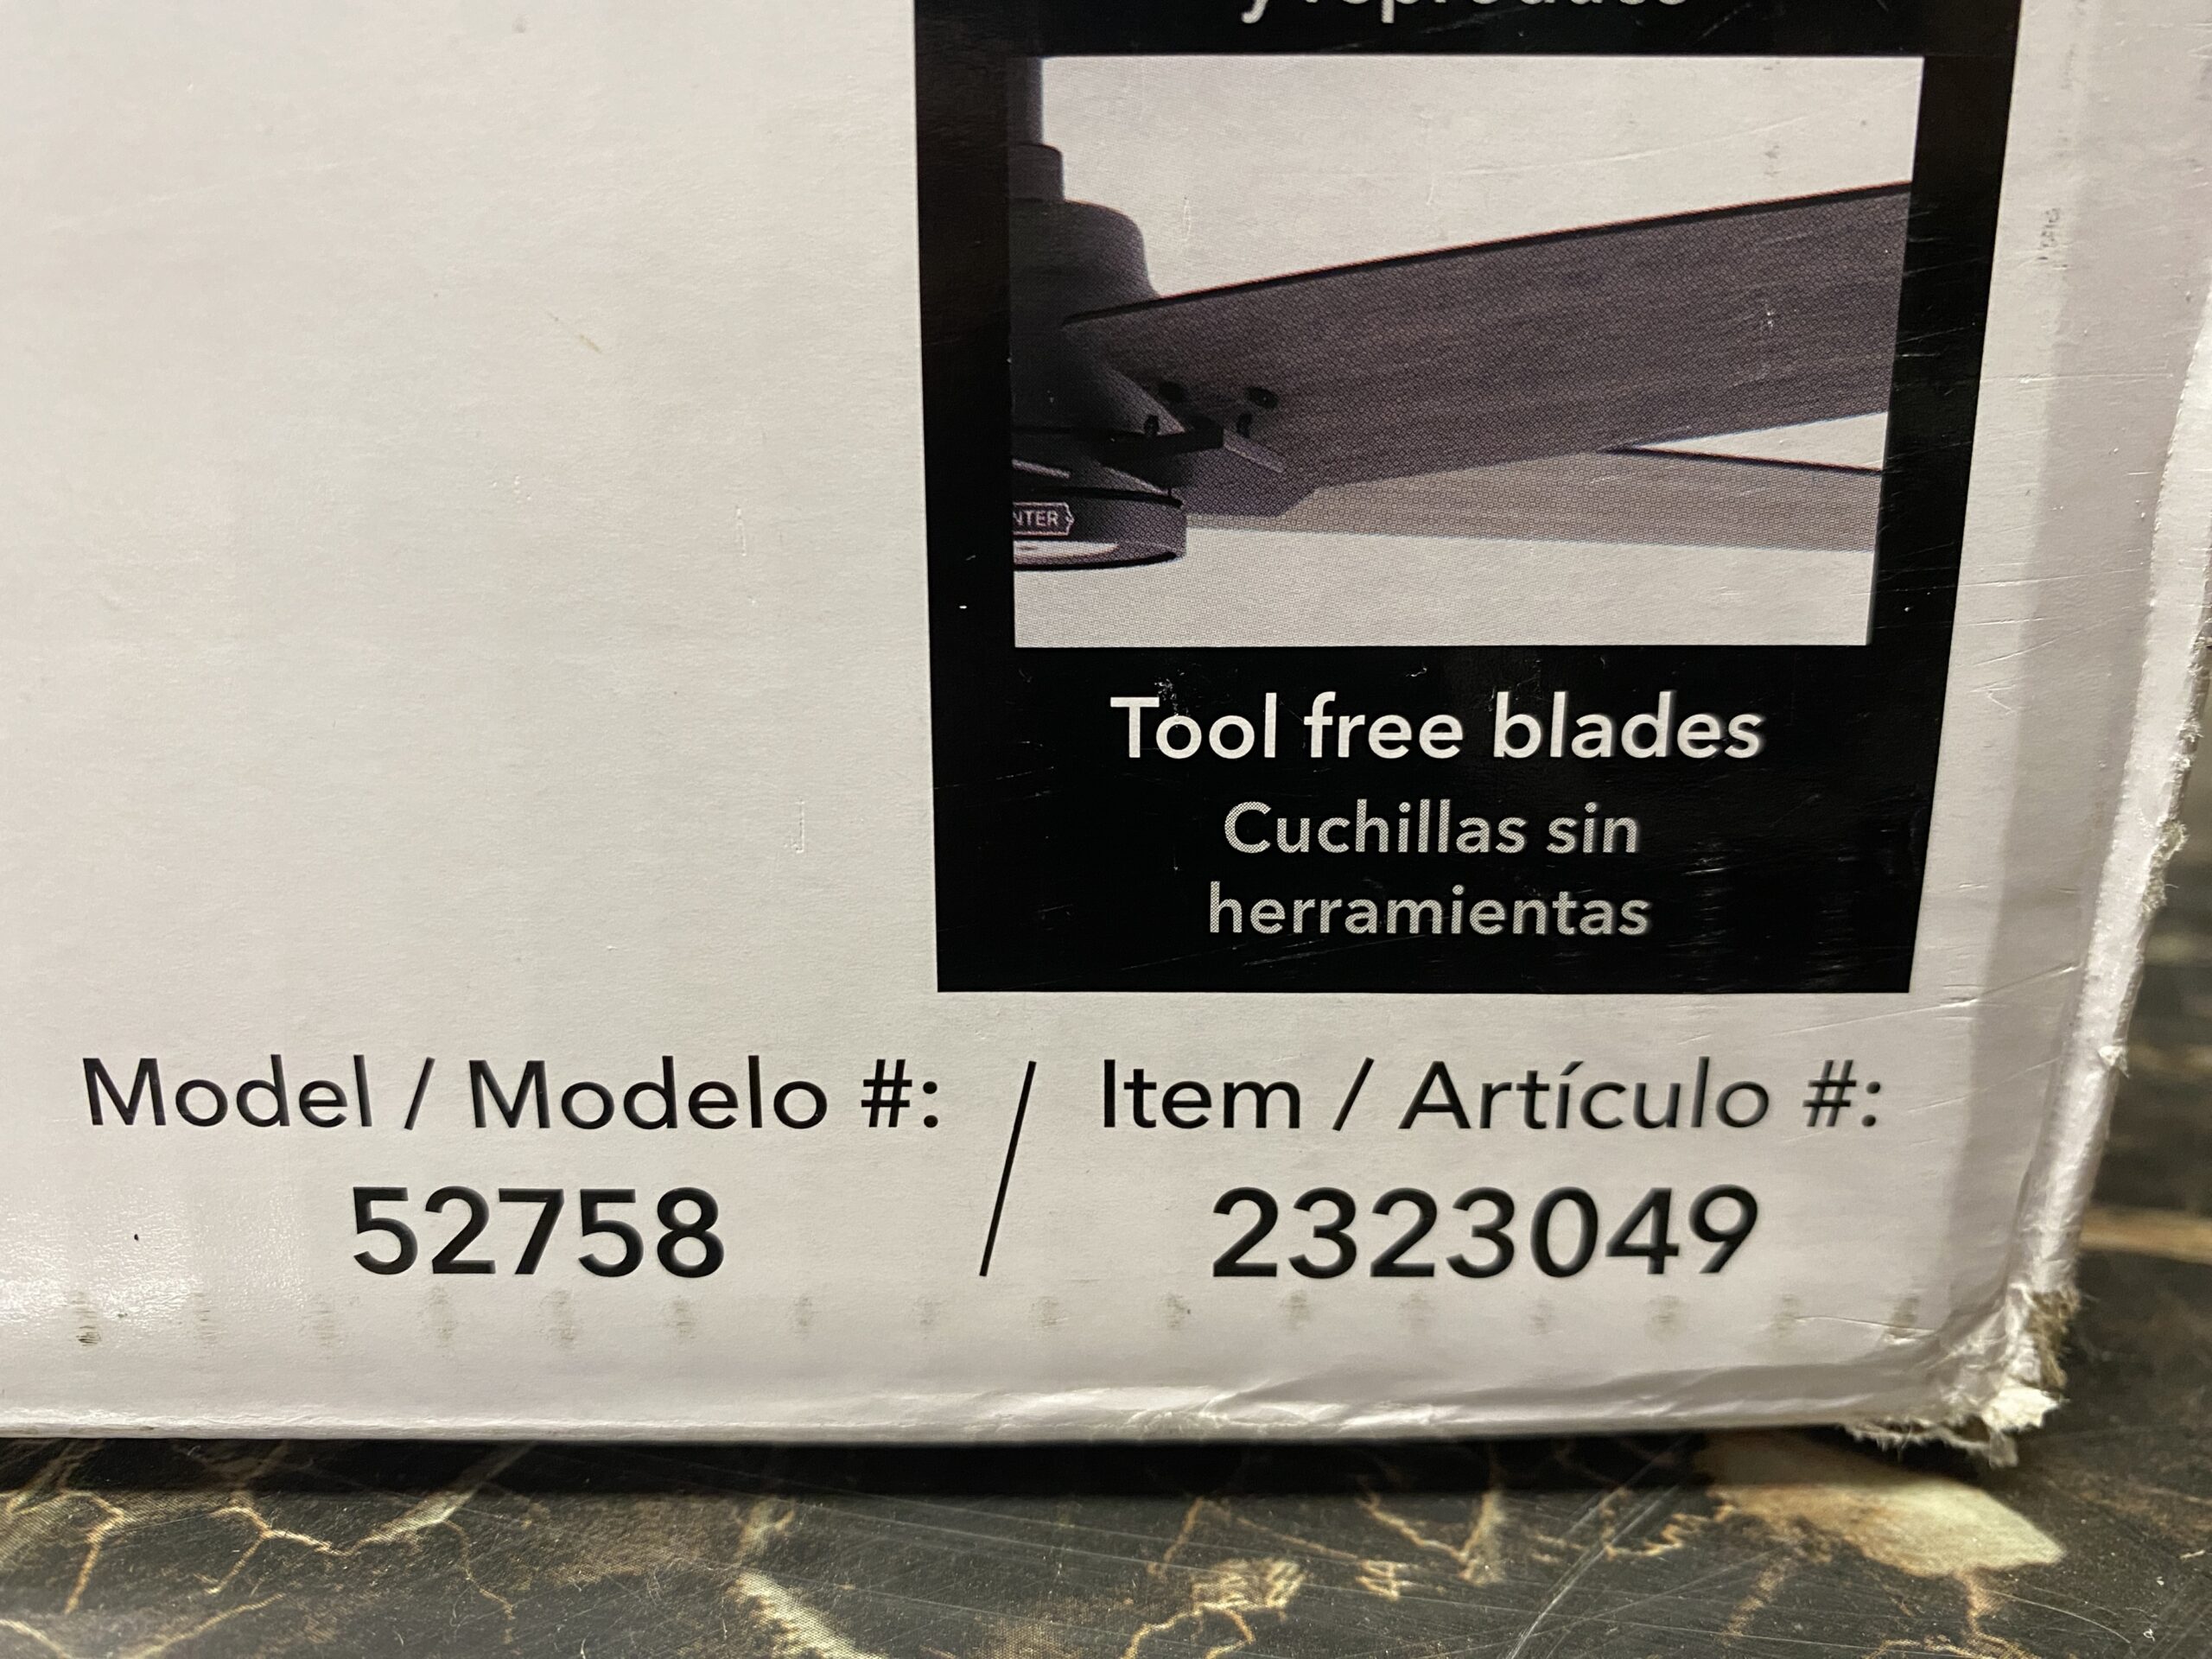 Tool free blades
Cuchillas sin
herramientas
Model / Modelo #: / Item / Artículo #:
52758 2323049